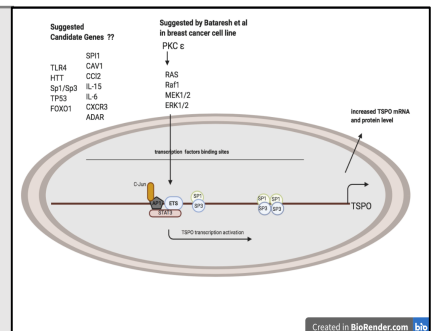 Suggested
Candidate Genes ??
TLR4
HTT
Sp1/Sp3
TP53
FOXO1
SPI1
CAV1
CCl2
IL-15
IL-6
CXCR3
ADAR
Suggested by Bataresh et al
in breast cancer cell line
PKC ε
RAS
Raf1
MEK1/2
ERK1/2
Increased TSPO mRNA
and protein level
transcription factors binding sites
C-Jun
AP1
ETS
STAT3
SP1
SP3
SP1 SP1
SP3 SP3
TSPO
TSPO transcription activation
Created in BioRender.com bio